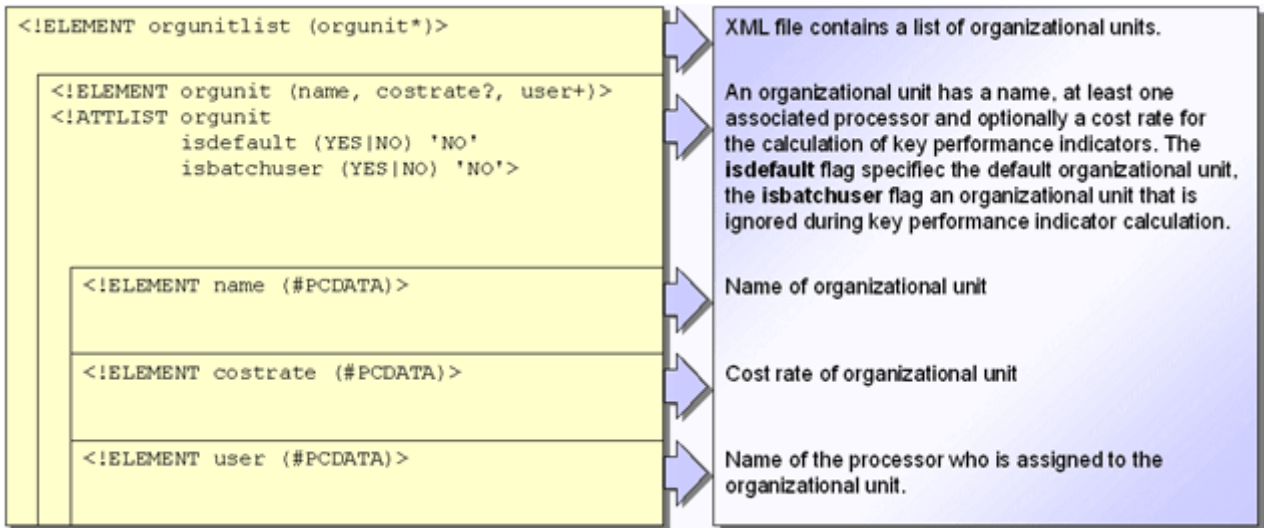 <!ELEMENT orgunitlist (orgunit*)>
XML file contains a list of organizational units.
<!ELEMENT orgunit (name, costrate?, user+)>
<!ATTLIST orgunit
isdefault (YES|NO) 'NO'
isbatchuser (YES|NO) 'NO'>
An organizational unit has a name, at least one
associated processor and optionally a cost rate for
the calculation of key performance indicators. The
isdefault flag specifiec the default organizational unit,
the isbatchuser flag an organizational unit that is
ignored during key performance indicator calculation.
<!ELEMENT name (#PCDATA)>
Name of organizational unit
<!ELEMENT costrate (#PCDATA)>
Cost rate of organizational unit
<!ELEMENT user (#PCDATA)>
Name of the processor who is assigned to the
organizational unit.